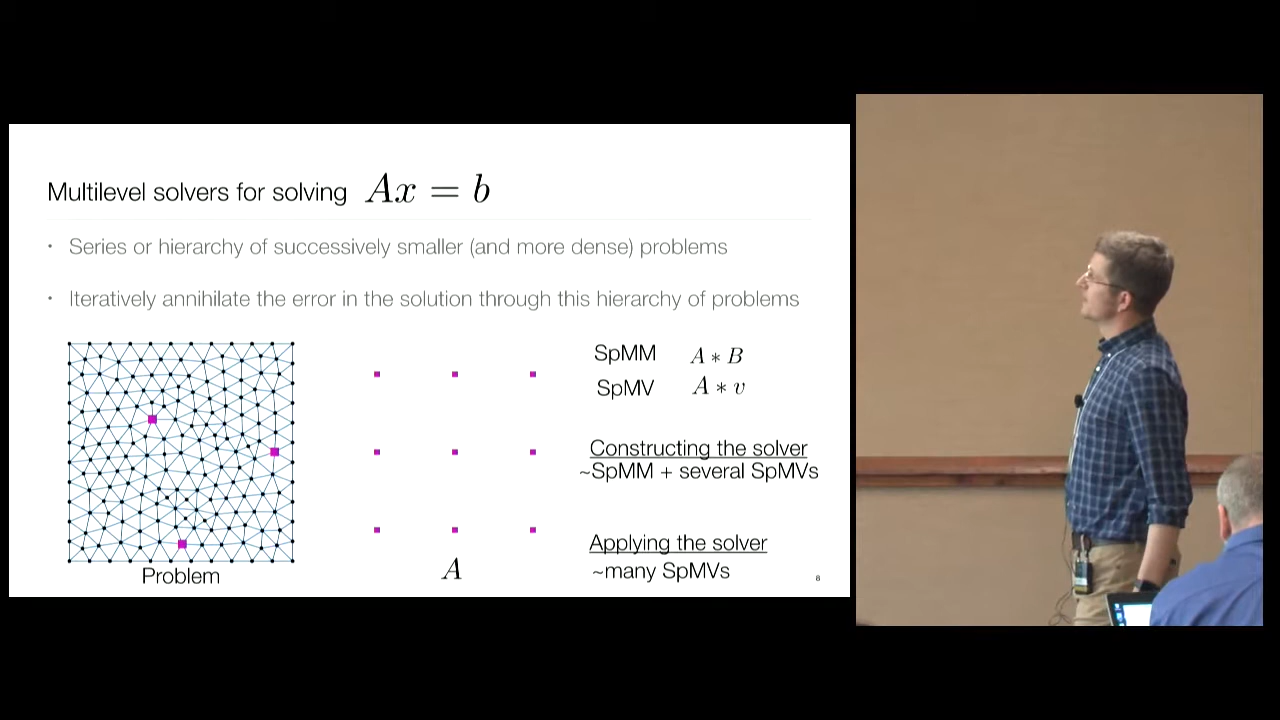 Multilevel solvers for solving Ax = b
• Series or hierarchy of successively smaller (and more dense) problems
• Iteratively annihilate the error in the solution through this hierarchy of problems
SpMM A * B
SpMV A * v
Constructing the solver
~SpMM + several SpMVs
Applying the solver
~many SpMVs
Problem
A
8